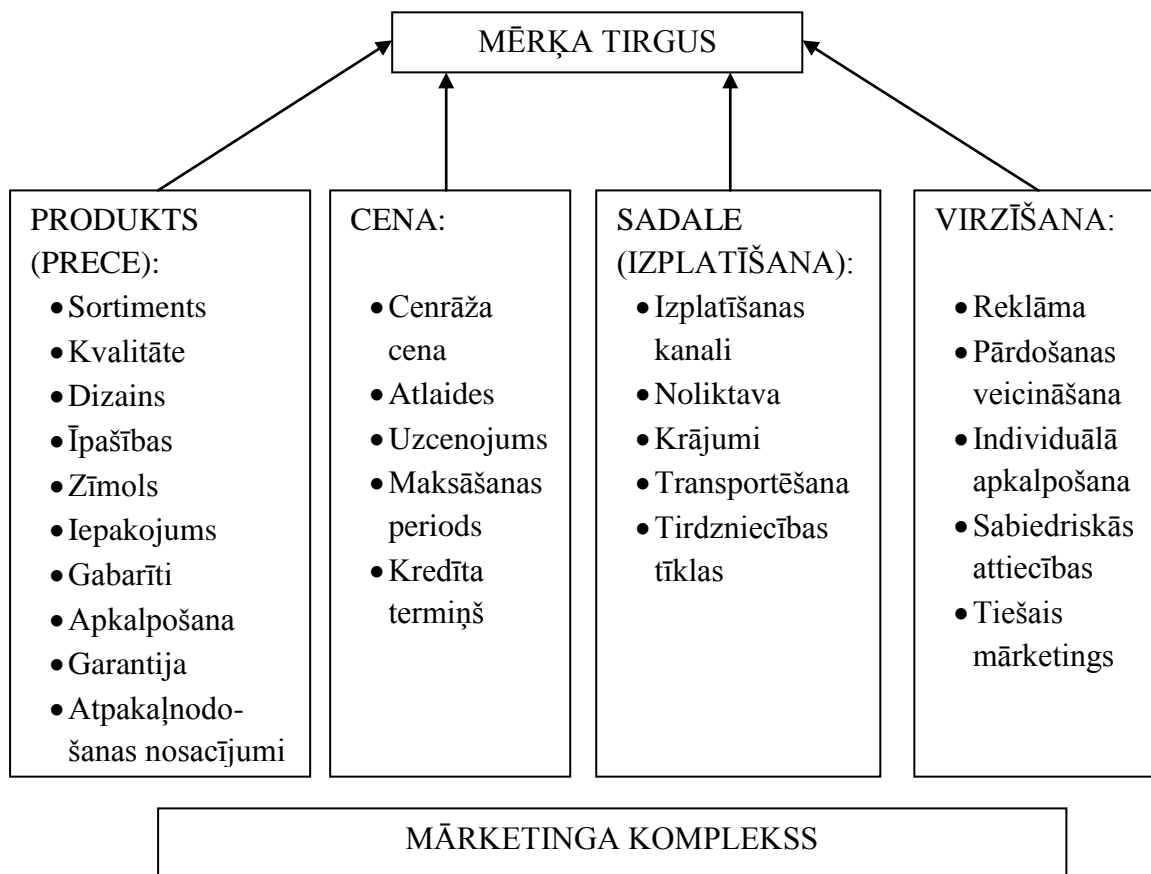 MĒRĶA TIRGUS
PRODUKTS
(PRECE):
• Sortiments
• Kvalitāte
• Dizains
• Īpašības
• Zīmols
• Iepakojums
• Gabarīti
• Apkalpošana
• Garantija
• Atpakaļnodo-
šanas nosacījumi
CENA:
• Cenrāža
cena
• Atlaides
• Uzcenojums
• Maksāšanas
periods
• Kredīta
termiņš
SADALE
(IZPLATĪŠANA):
• Izplatīšanas
kanali
• Noliktava
• Krājumi
• Transportēšana
• Tirdzniecības
tīklas
VIRZĪŠANA:
• Reklāma
• Pārdošanas
veicināšana
• Individuālā
apkalpošana
• Sabiedriskās
attiecības
• Tiešais
mārketings
MĀRKETINGA KOMPLEKSS